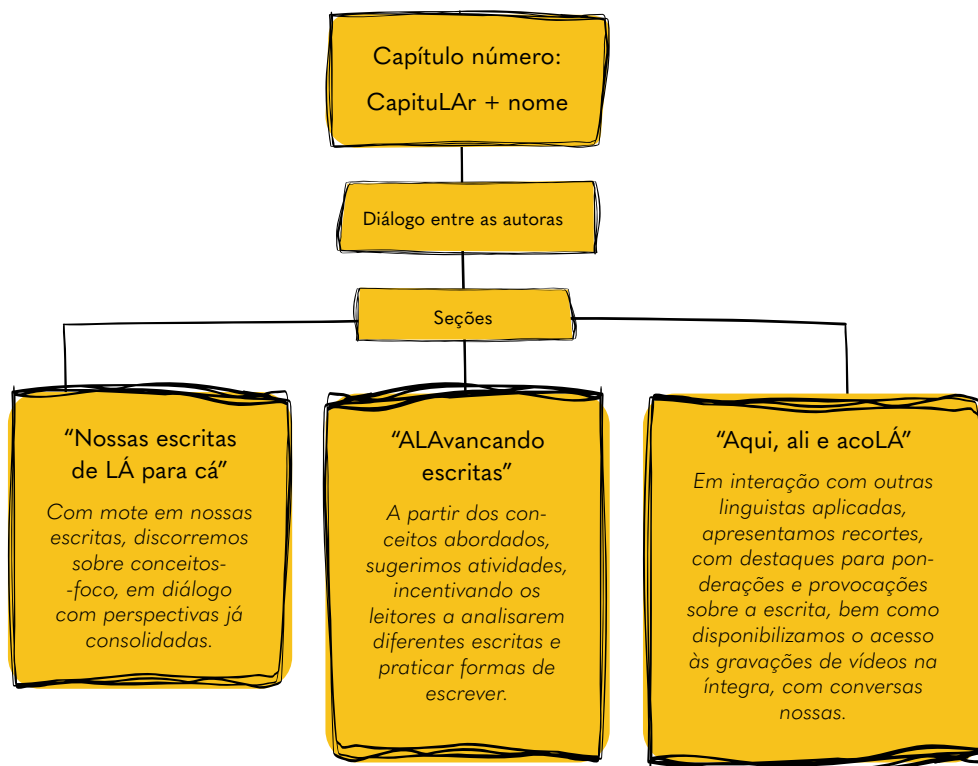 Capítulo número:
CapituLAr + nome
Diálogo entre as autoras
Seções
“Nossas escritas
de LÁ para cá”
Com mote em nossas
escritas, discorremos
sobre conceitos-
-foco, em diálogo
com perspectivas já
consolidadas.
“ALAvancando
escritas”
A partir dos con-
ceitos abordados,
sugerimos atividades,
incentivando os
leitores a analisarem
diferentes escritas e
praticar formas de
escrever.
“Aqui, ali e acoLÁ”
Em interação com outras
linguistas aplicadas,
apresentamos recortes,
com destaques para pon-
derações e provocações
sobre a escrita, bem como
disponibilizamos o acesso
às gravações de vídeos na
íntegra, com conversas
nossas.